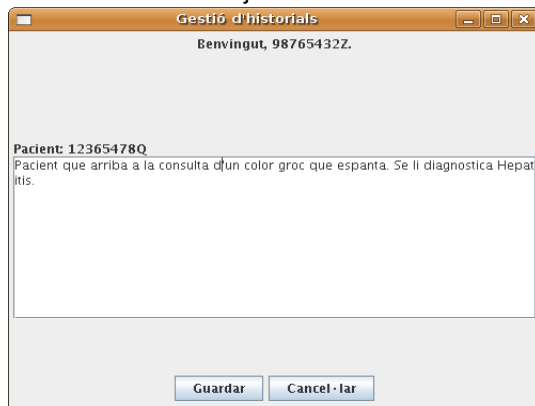 Gestió d'historials
Benvingut, 98765432Z.
Pacient: 12365478Q
Pacient que arriba a la consulta d'un color groc que espanta. Se li diagnostica Hepat
itis.
Guardar
Cancel·lar